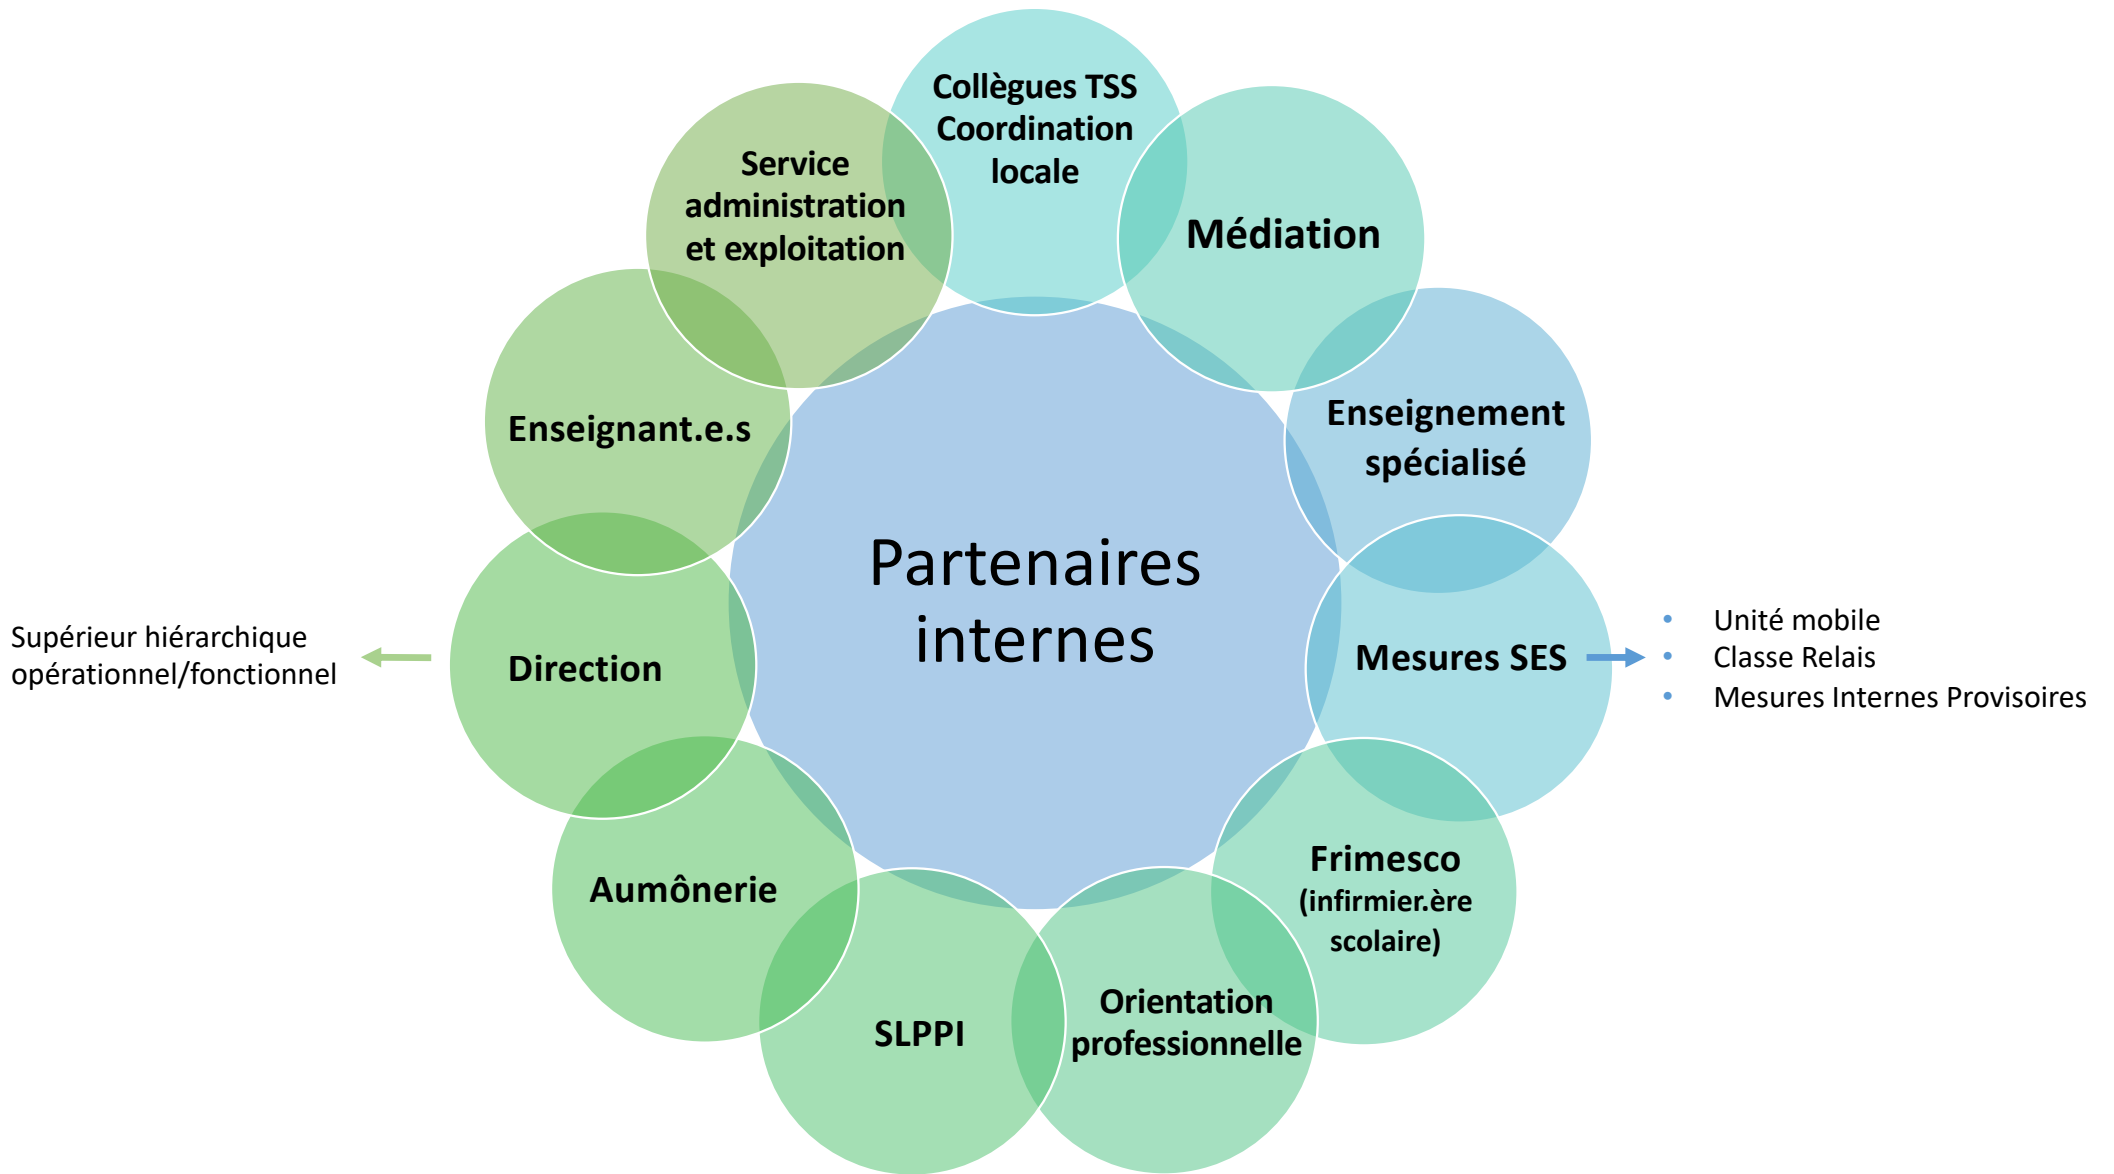 Collègues TSS
Coordination
locale
Médiation
Enseignement
spécialisé
Mesures SES
Unité mobile
Classe Relais
Mesures Internes Provisoires
Frimesco
(infirmier.ère
scolaire)
Orientation
professionnelle
SLPPI
Aumônerie
Direction
Supérieur hiérarchique
opérationnel/fonctionnel
Enseignant.e.s
Service
administration
et exploitation
Partenaires
internes